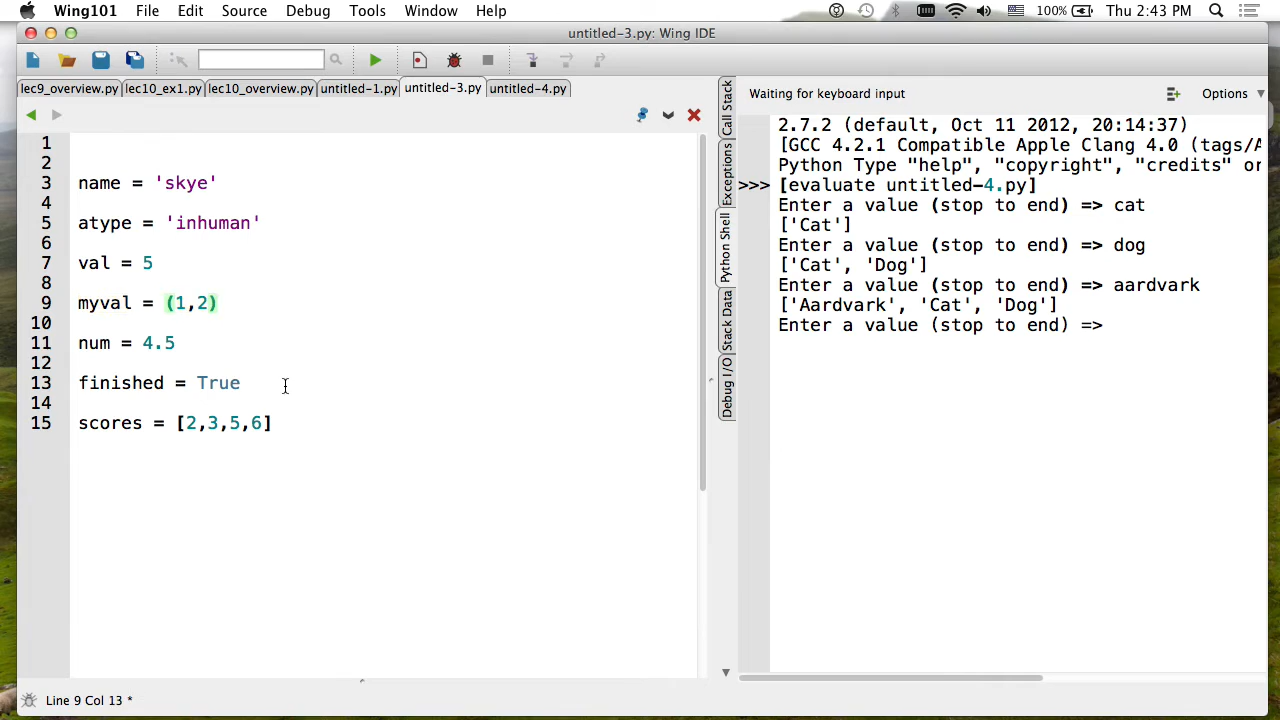 Wing101 File Edit Source Debug Tools Window Help 100% Thu 2:43 PM
untitled-3.py: Wing IDE
lec9_overview.py lec10_ex1.py lec10_overview.py untitled-1.py untitled-3.py untitled-4.py
1
2
3 name = 'skye'
4
5 atype = 'inhuman'
6
7 val = 5
8
9 myval = (1,2)
10
11 num = 4.5
12
13 finished = True
14
15 scores = [2,3,5,6]
Line 9 Col 13 *
Call Stack
Exceptions
Python Shell
Stack Data
Debug I/O
Waiting for keyboard input Options
2.7.2 (default, Oct 11 2012, 20:14:37)
[GCC 4.2.1 Compatible Apple Clang 4.0 (tags/A
Python Type "help", "copyright", "credits" or
>>> [evaluate untitled-4.py]
Enter a value (stop to end) => cat
['Cat']
Enter a value (stop to end) => dog
['Cat', 'Dog']
Enter a value (stop to end) => aardvark
['Aardvark', 'Cat', 'Dog']
Enter a value (stop to end) =>